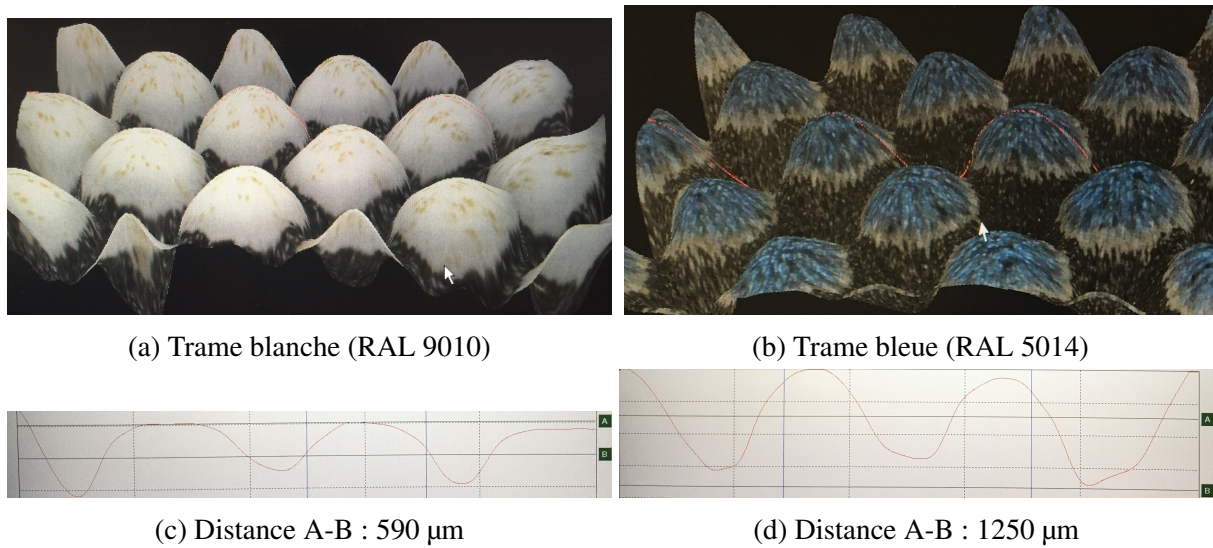 (a) Trame blanche (RAL 9010)
(b) Trame bleue (RAL 5014)
A
B
A
B
(c) Distance A-B : 590 µm
(d) Distance A-B : 1250 µm